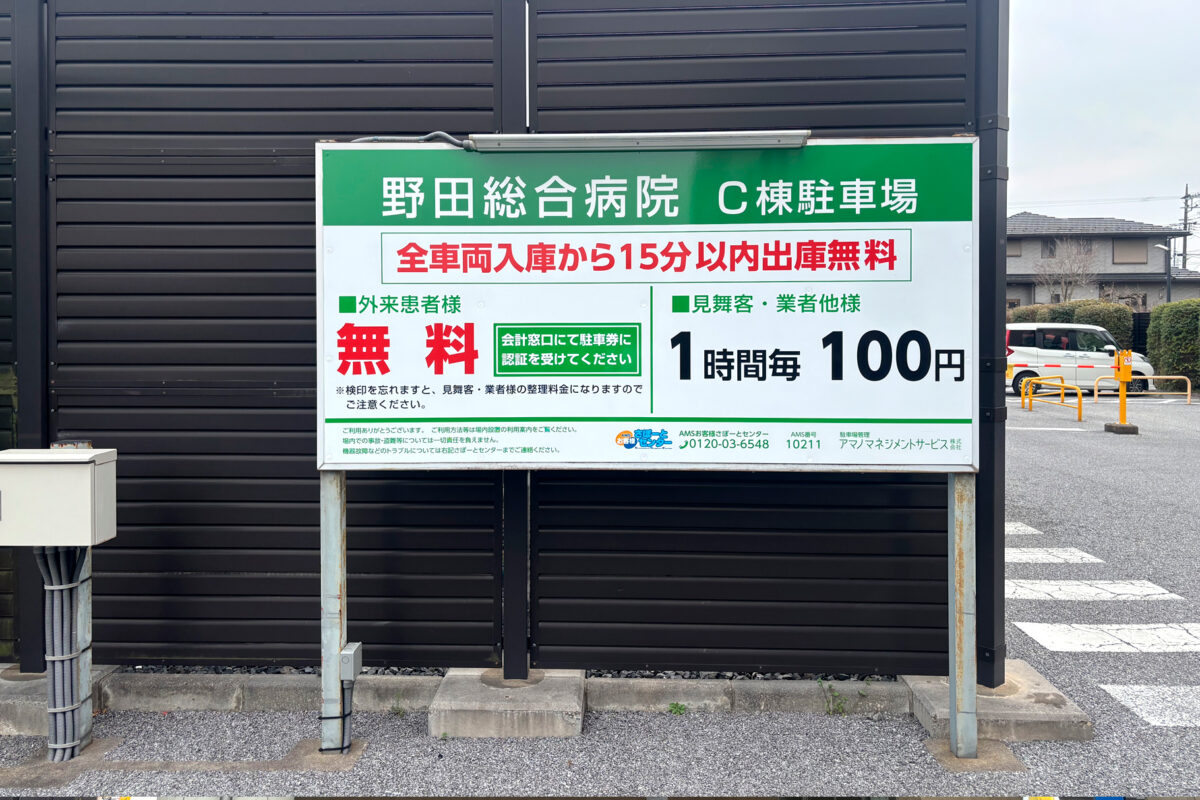 野田総合病院 C棟駐車場
全車両入庫から15分以内出庫無料
■外来患者様
無料
会計窓口にて駐車券に
認証を受けてください
※検印を忘れますと、見舞客・業者様の整理料金になりますので
ご注意ください。
■見舞客・業者他様
1時間毎 100円
ご利用ありがとうございます。 ご利用方法等は場内設置の利用案内をご覧ください。
場内での事故・盗難等については一切責任を負えません。
機器故障などのトラブルについては右記さぽーとセンターまでご連絡ください。
お客様さぽーとセンター
AMSお客様さぽーとセンター
0120-03-6548
AMS番号
10211
駐車場管理
アマノマネジメントサービス株式会社